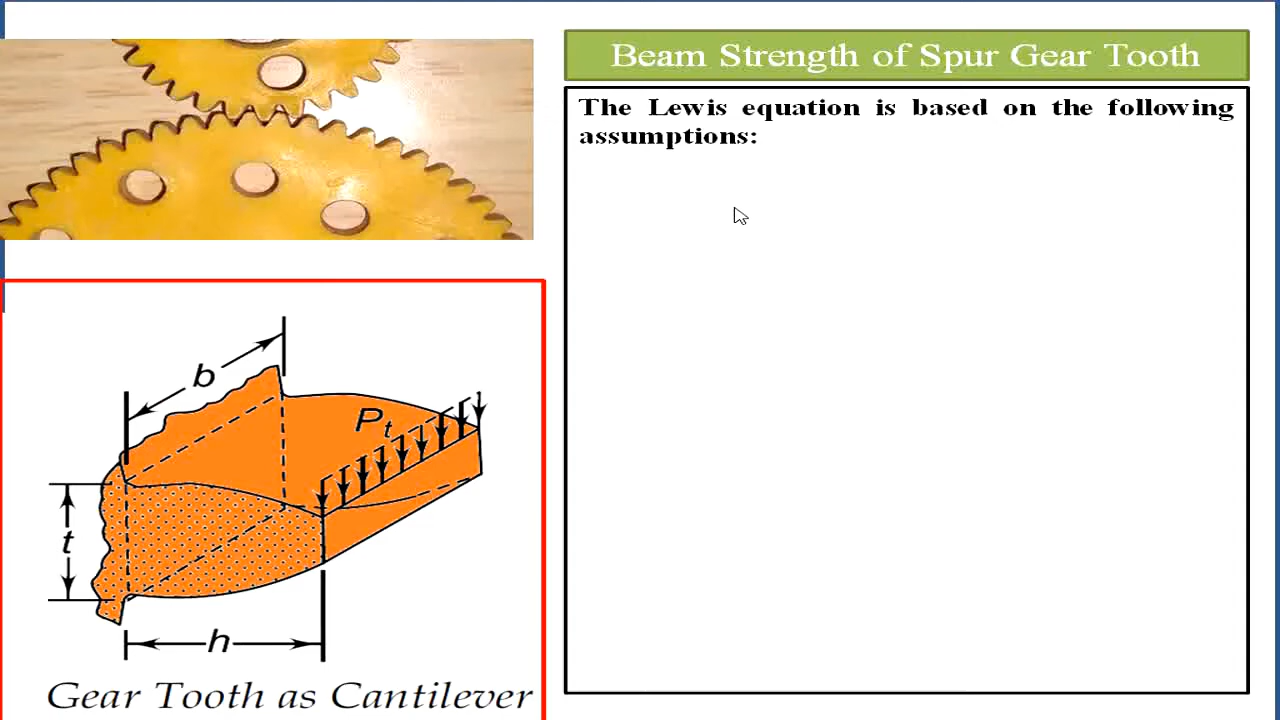 Beam Strength of Spur Gear Tooth
The Lewis equation is based on the following
assumptions:
b
Pt
t
h
Gear Tooth as Cantilever